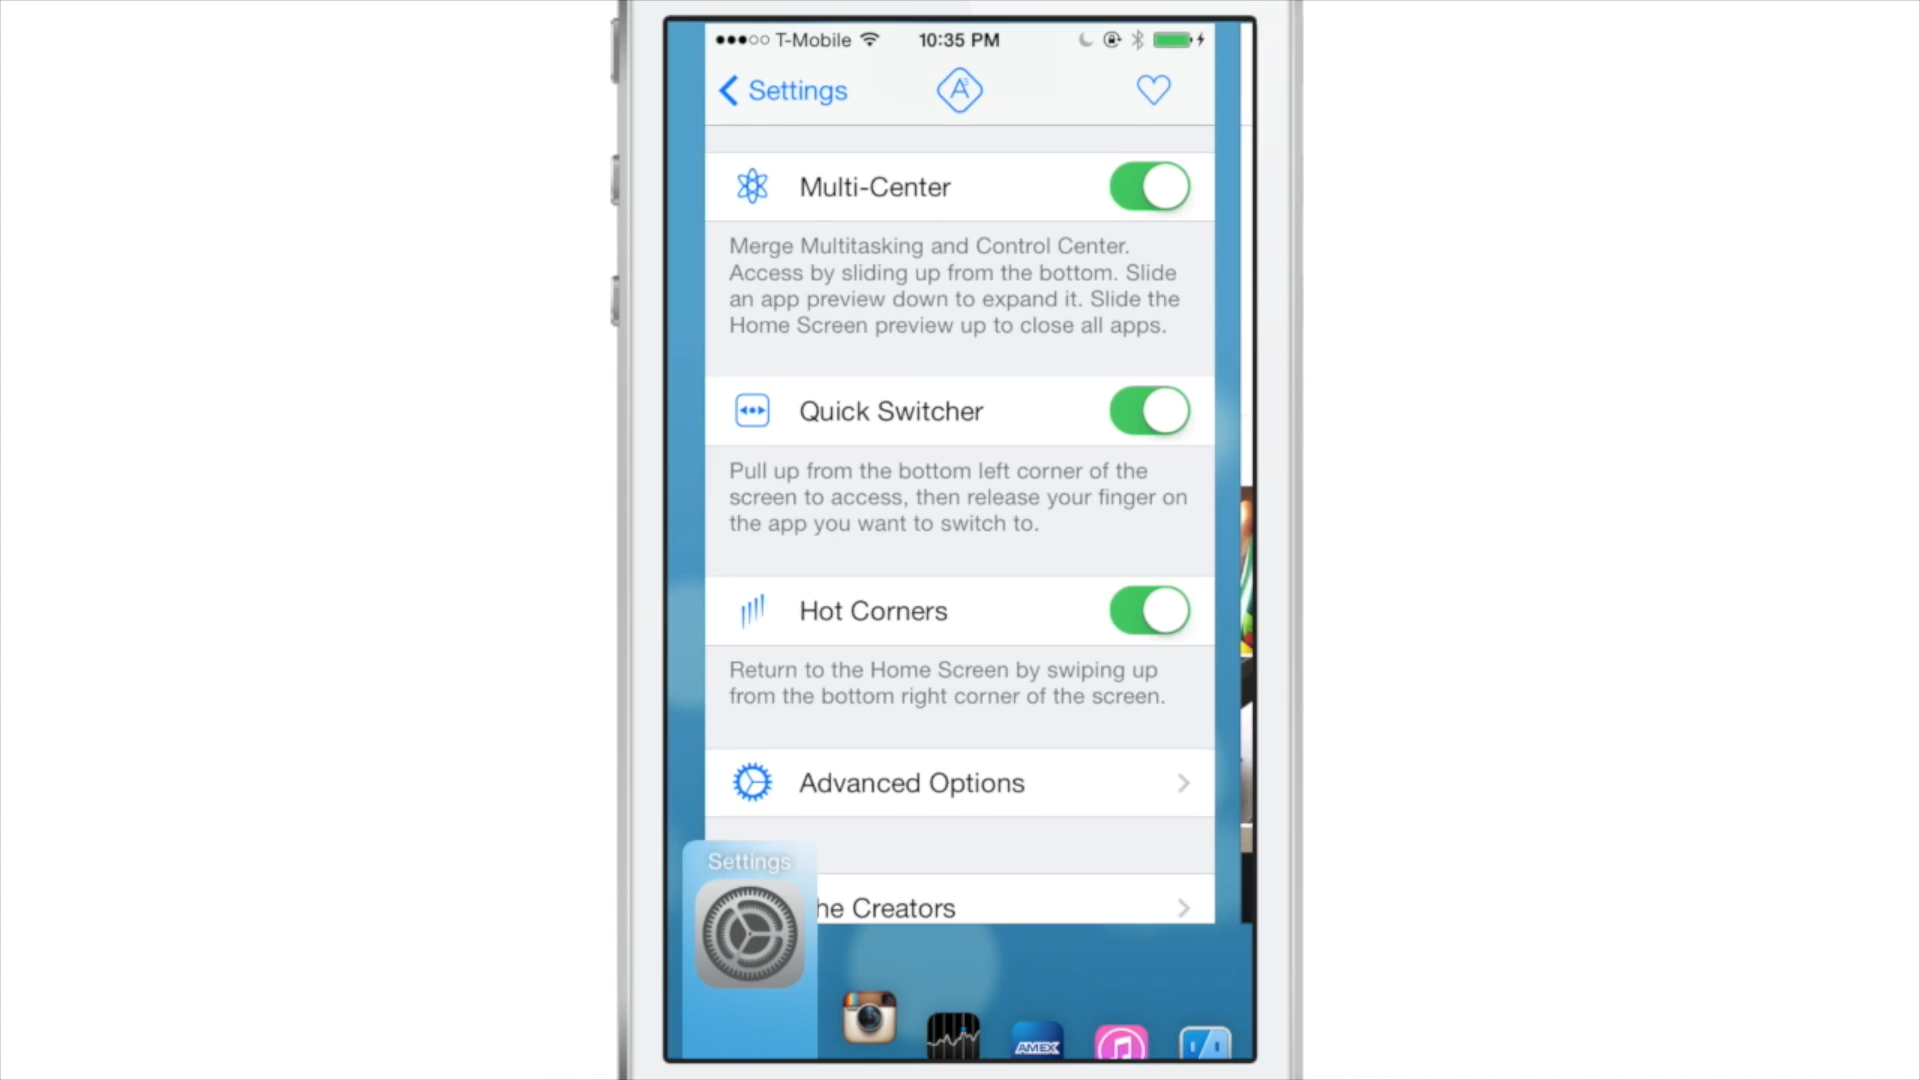 T-Mobile 10:35 PM
Settings A3
Multi-Center
Merge Multitasking and Control Center.
Access by sliding up from the bottom. Slide
an app preview down to expand it. Slide the
Home Screen preview up to close all apps.
Quick Switcher
Pull up from the bottom left corner of the
screen to access, then release your finger on
the app you want to switch to.
Hot Corners
Return to the Home Screen by swiping up
from the bottom right corner of the screen.
Advanced Options
Settings
he Creators
AMEX